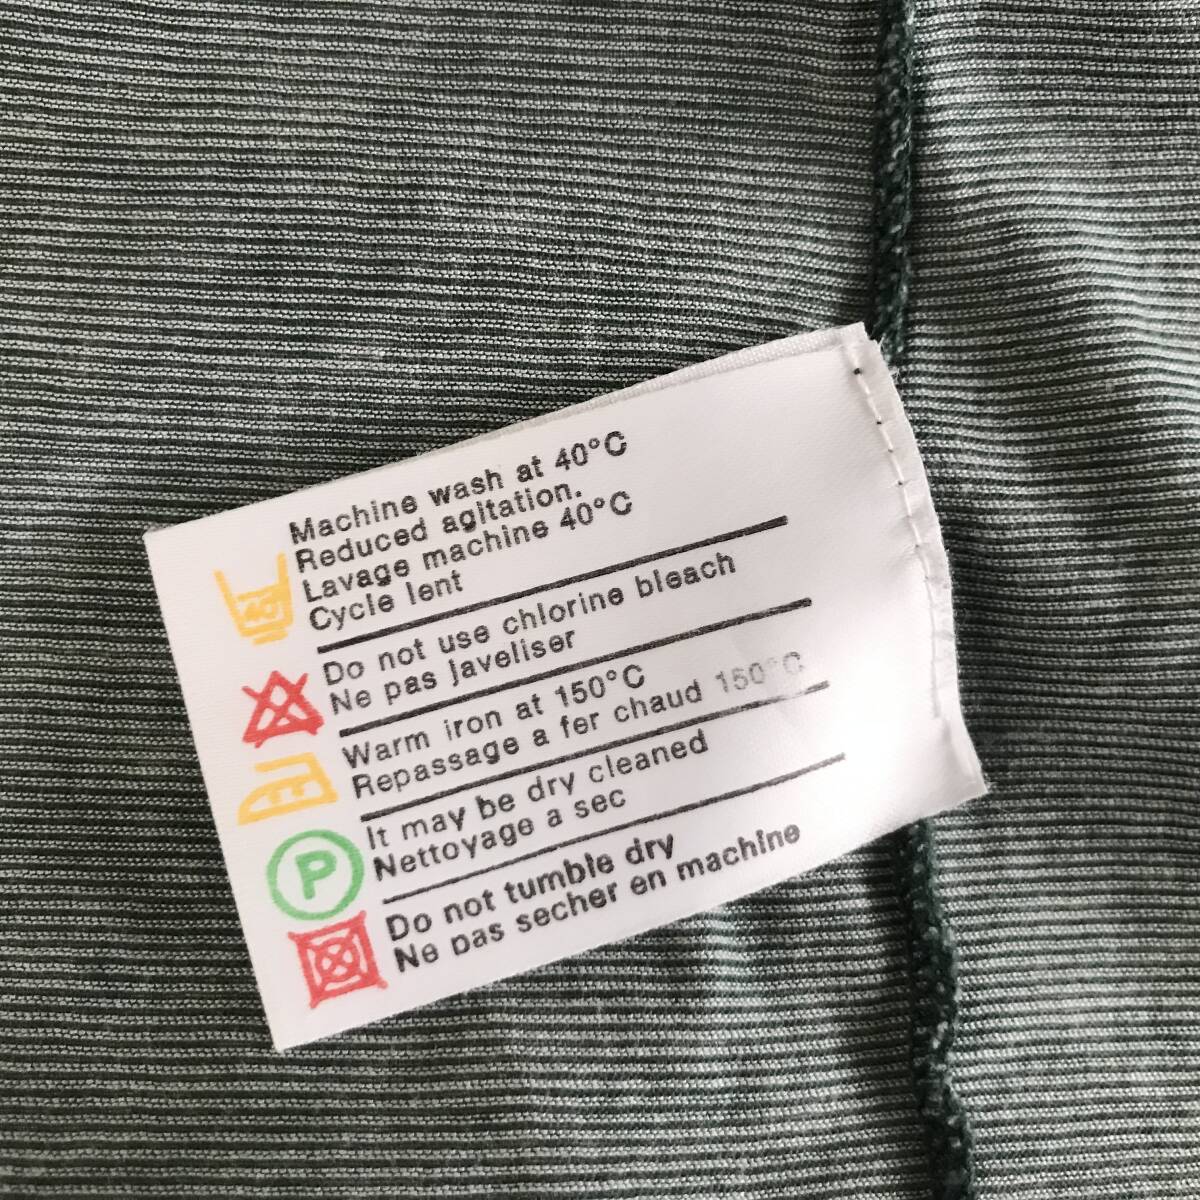 Machine wash at 40°C
Reduced agitation.
Lavage machine 40°C
Cycle lent
Do not use chlorine bleach
Ne pas javeliser
Warm iron at 150°C
Repassage a fer chaud 150°C
It may be dry cleaned
Nettoyage a sec
P
Do not tumble dry
Ne pas secher en machine